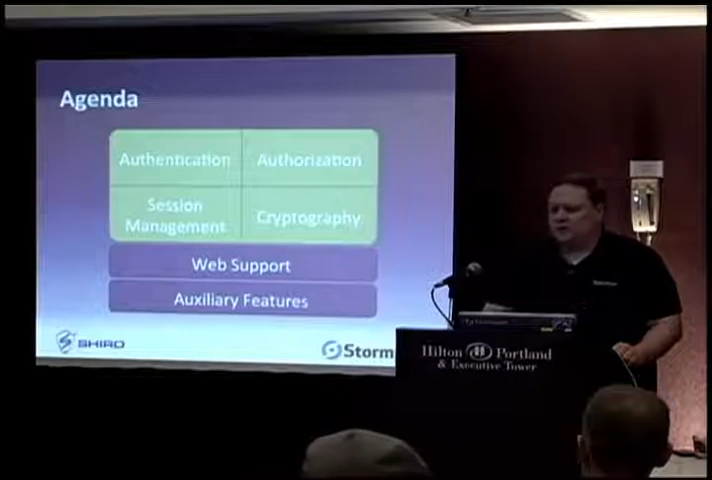 Agenda
Authentication
Authorization
Session
Management
Cryptography
Web Support
Auxiliary Features
SHIRO
Storm
Hilton Portland
& Executive Tower